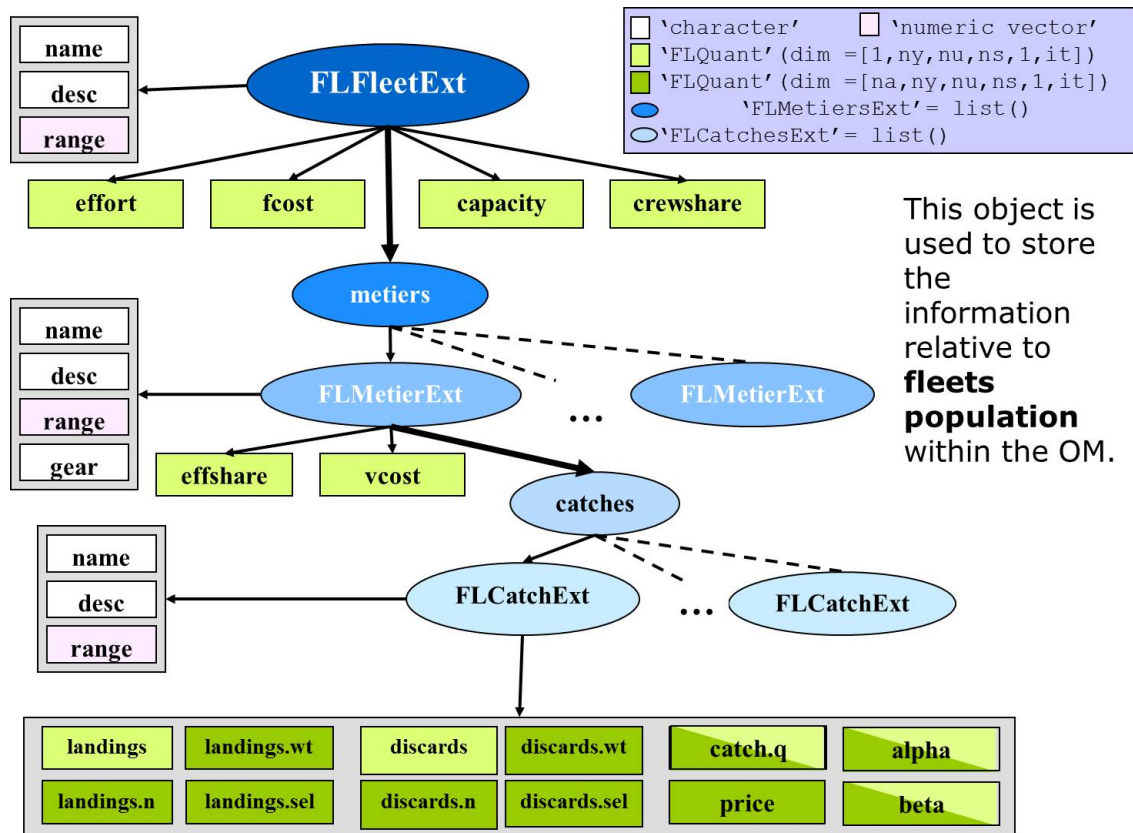 ‘character’ ‘numeric vector’
‘FLQuant’(dim =[1,ny,nu,ns,1,it])
‘FLQuant’(dim =[na,ny,nu,ns,1,it])
‘FLMetiersExt’= list()
‘FLCatchesExt’= list()
name
desc
range
FLFleetExt
effort
fcost
capacity
crewshare
This object is
used to store
the
information
relative to
fleets
population
within the OM.
metiers
name
desc
range
gear
FLMetierExt
...
FLMetierExt
effshare
vcost
catches
name
desc
range
FLCatchExt
...
FLCatchExt
landings landings.wt discards discards.wt catch.q alpha
landings.n landings.sel discards.n discards.sel price beta